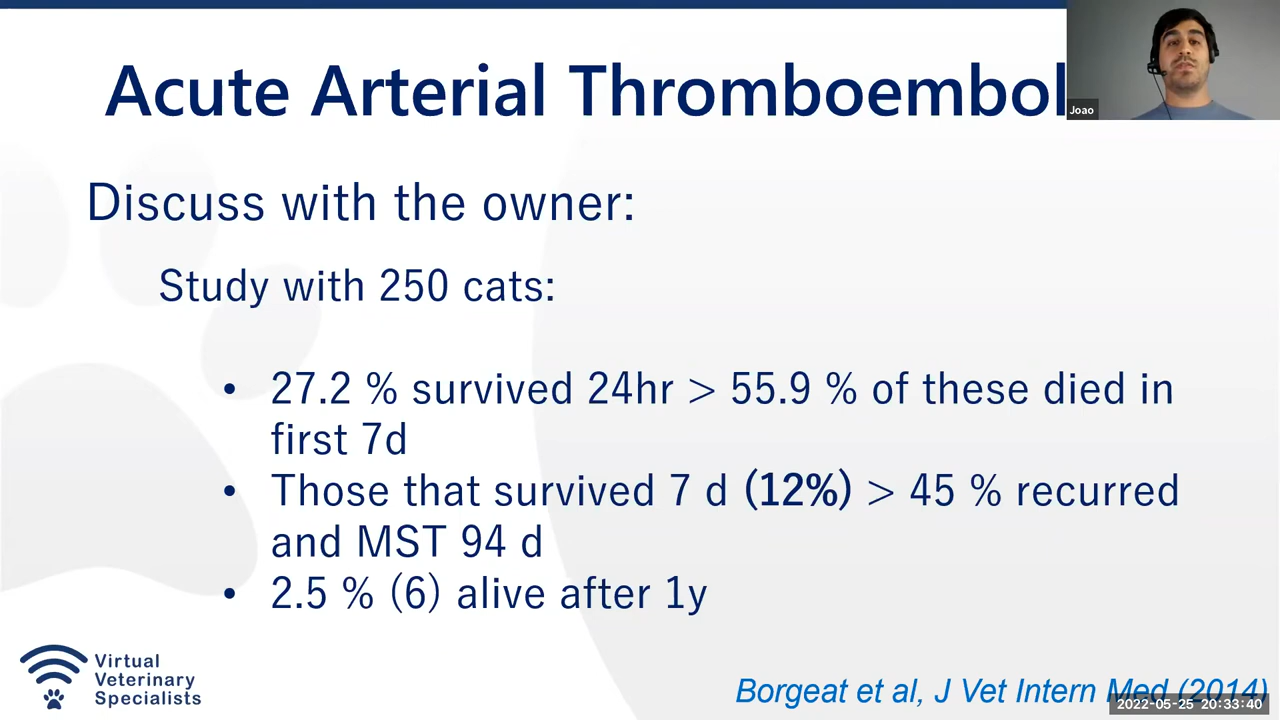 Acute Arterial Thromboembol
Joao
Discuss with the owner:
Study with 250 cats:
• 27.2 % survived 24hr > 55.9 % of these died in
first 7d
• Those that survived 7 d (12%) > 45 % recurred
and MST 94 d
• 2.5 % (6) alive after 1y
Virtual
Veterinary
Specialists
Borgeat et al, J Vet Intern Med (2014)
2022-05-25 20:33:40